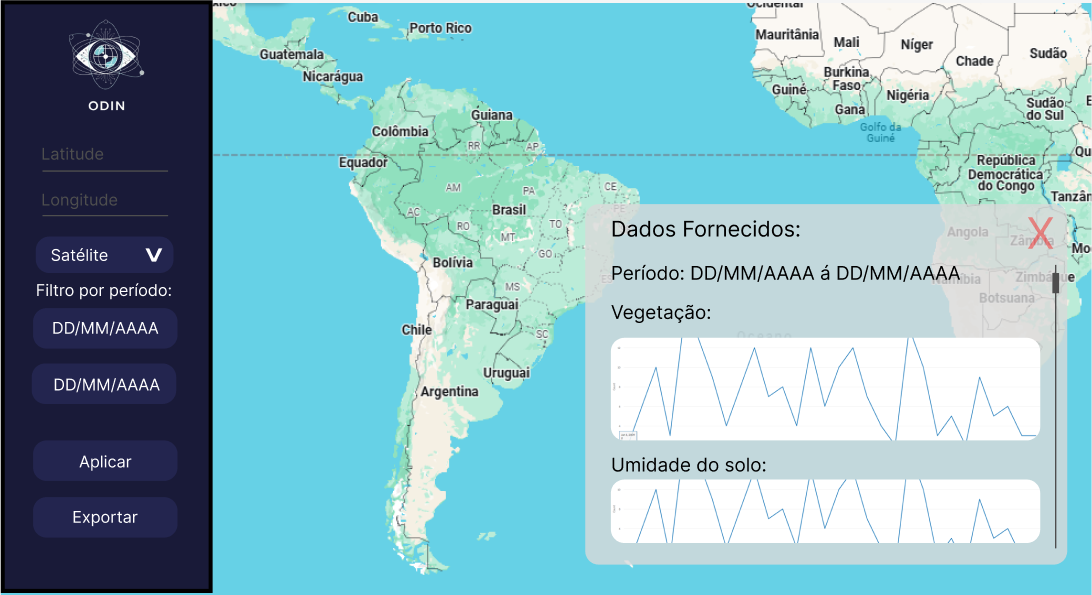 ODIN
Latitude
Longitude
Satélite V
Filtro por período:
DD/MM/AAAA
DD/MM/AAAA
Aplicar
Exportar
Cuba
Porto Rico
Guatemala
Nicarágua
Guiana
Colômbia
RR
AP
Equador
AM
PA
CE
AC
Brasil
TO
RO
MT
GO
Bolívia
MS
Paraguai
Chile
SC
Uruguai
Argentina
Ocidental
Mauritânia
Mali
Níger
Sudão
Chade
Burkina
Faso
Guiné
Nigéria
Gana
Sudão
do Sul
Golfo da
Guiné
República
Democrática
do Congo
Angola
Namíbia
Botsuana
Dados Fornecidos:
X
Período: DD/MM/AAAA á DD/MM/AAAA
Vegetação:
Umidade do solo: